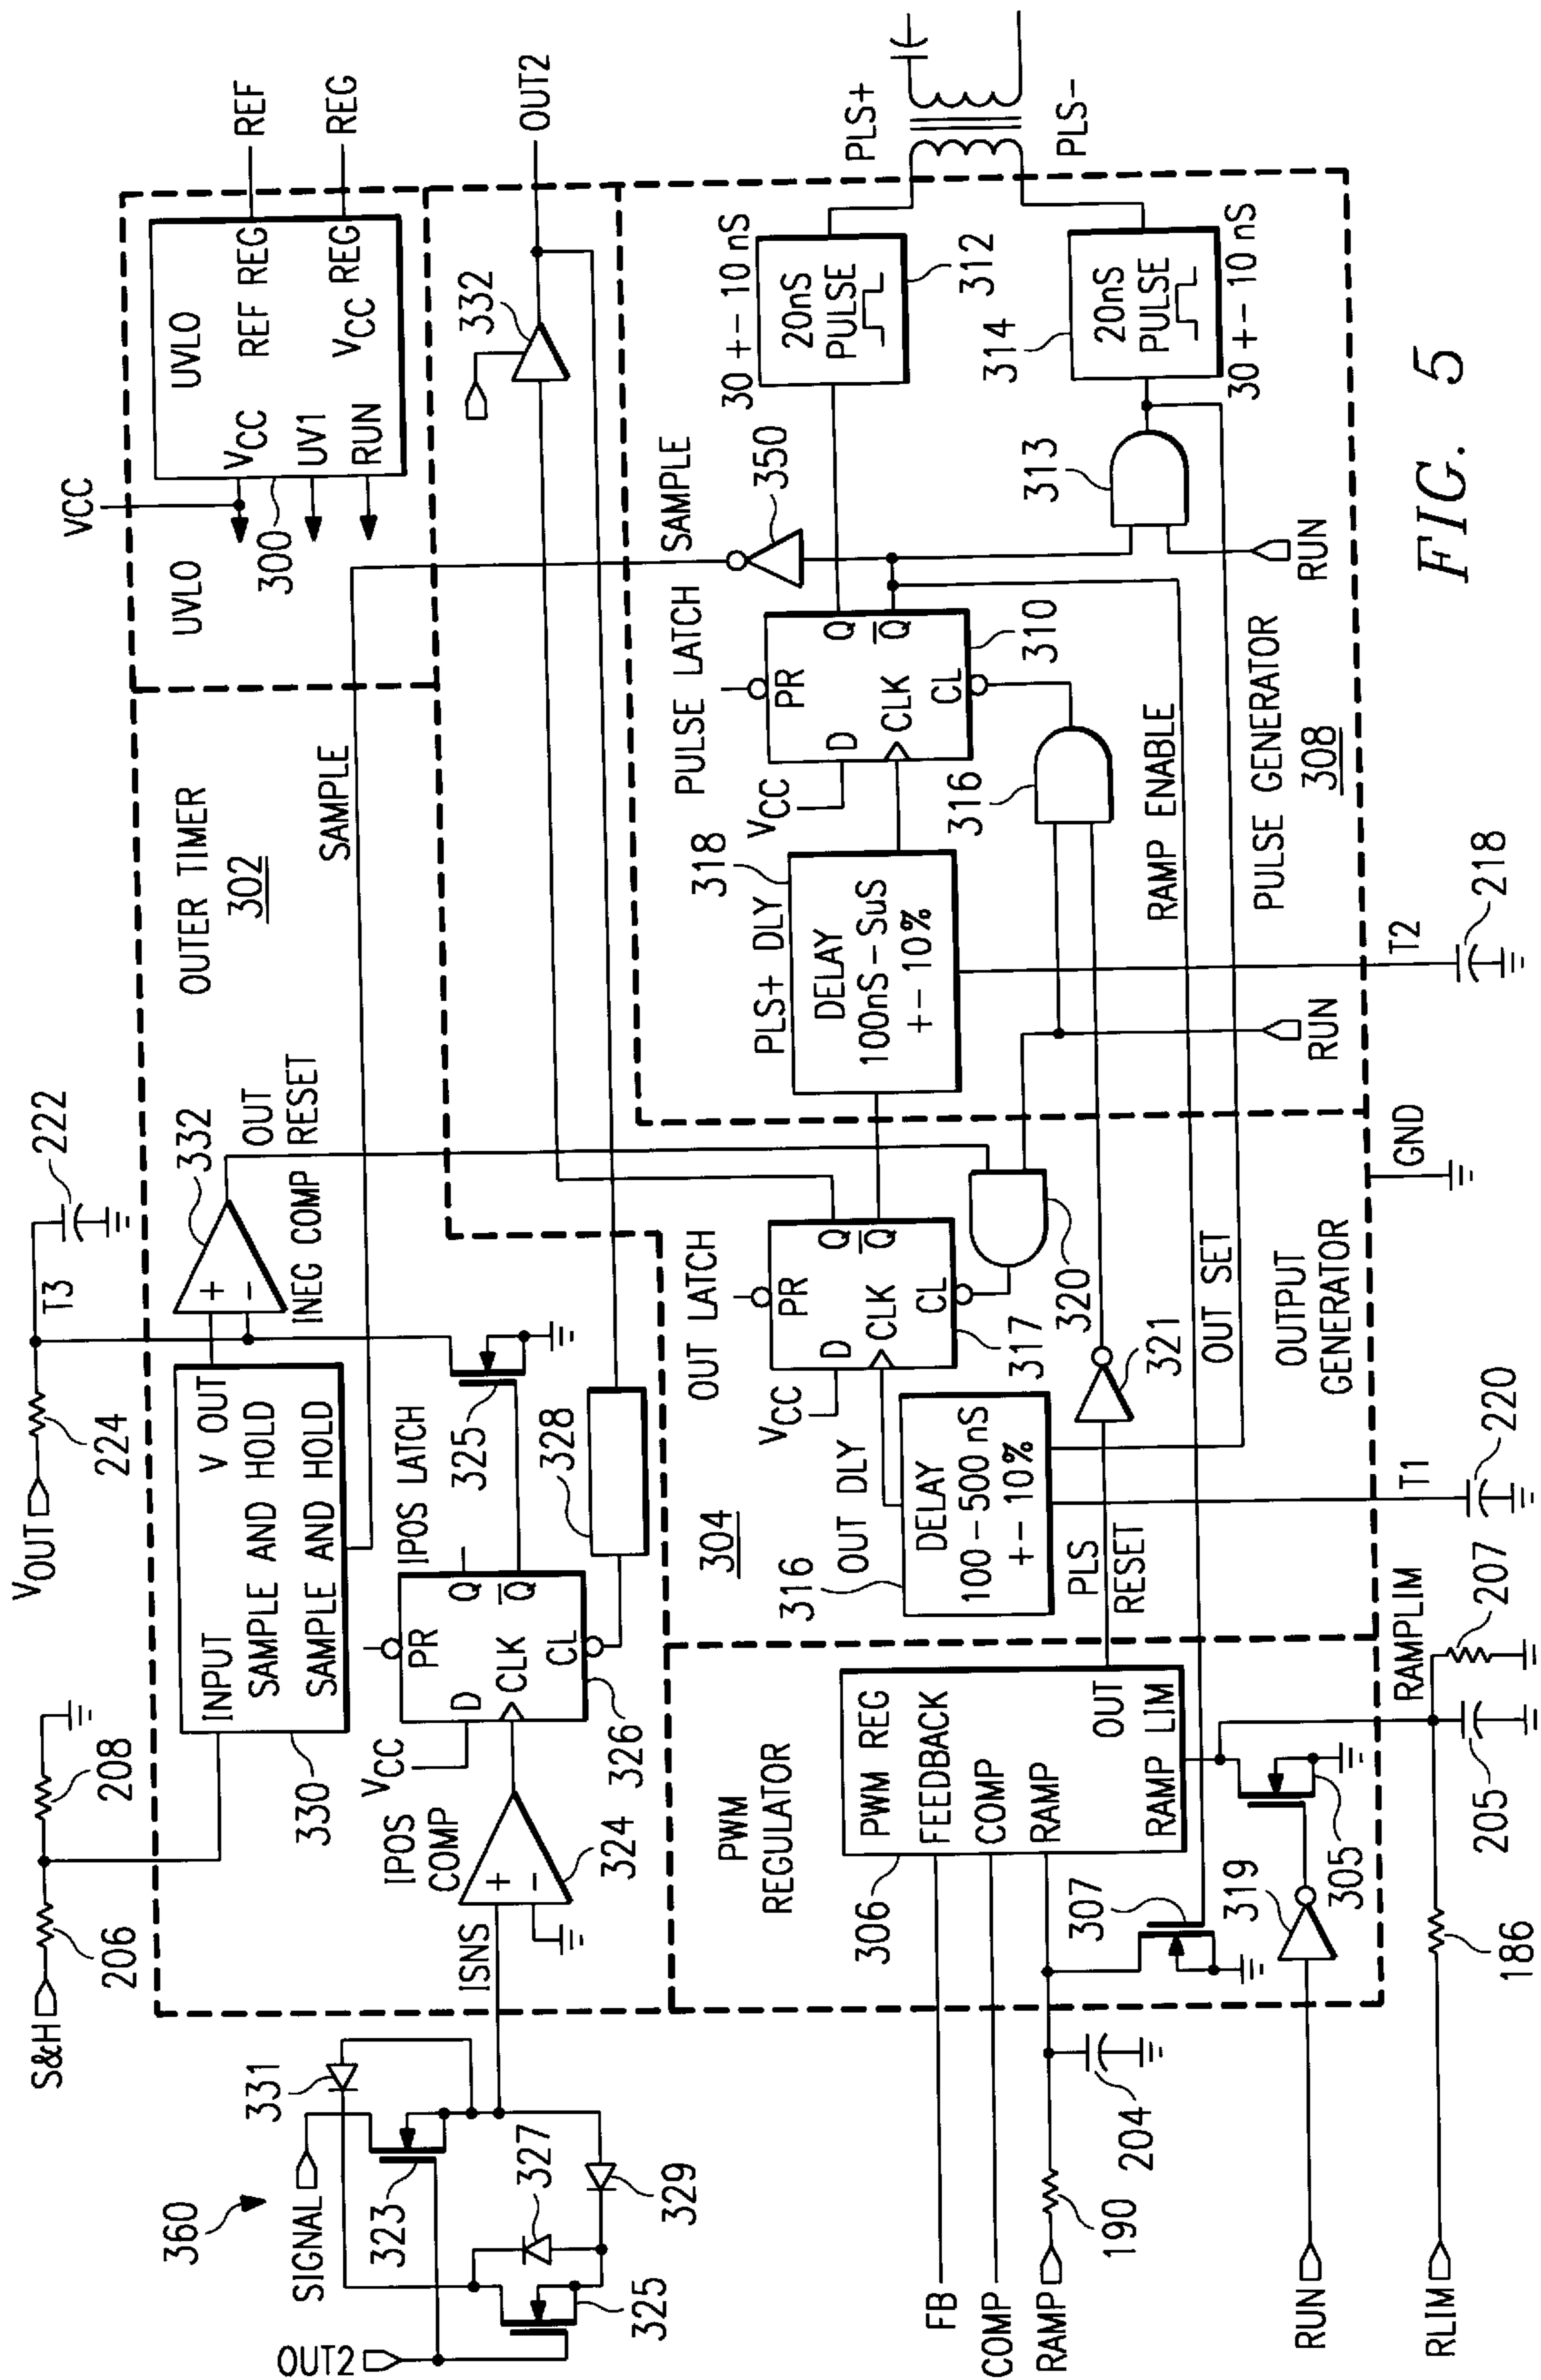 S&H
206
208
VOUT
224
T3
222
VCC
INPUT
V OUT
SAMPLE AND HOLD
SAMPLE AND HOLD
330
332
+
-
INEG COMP
OUT
RESET
OUTER TIMER
302
SAMPLE
UVLO
300
UVLO
VCC
REF REG
UV1
VCC REG
RUN
REF
REG
360
SIGNAL
331
323
327
329
325
OUT2
ISNS
IPOS
COMP
+
-
324
VCC
IPOS LATCH
PR
D
Q
CLK
Q
CL
326
325
328
332
OUT2
304
OUT LATCH
VCC
PR
D
Q
CLK
Q
CL
317
320
OUT DLY
316
DELAY
100-500 nS
+- 10%
PLS
RESET
321
OUT SET
OUTPUT
GENERATOR
T1
220
GND
PLS+ DLY
318
DELAY
100nS-SuS
+- 10%
PULSE LATCH
VCC
PR
D
Q
CLK
Q
CL
310
316
SAMPLE
350
RAMP ENABLE
PULSE GENERATOR
308
RUN
T2
218
30 +- 10 nS
20nS
PULSE
312
313
314
20nS
PULSE
30 +- 10 nS
RUN
PLS+
PLS-
PWM
REGULATOR
306
PWM REG
FEEDBACK
COMP
RAMP
OUT
RAMP LIM
307
319
305
FB
COMP
RAMP
190
204
RUN
RLIM
186
RAMPLIM
205
207
FIG. 5